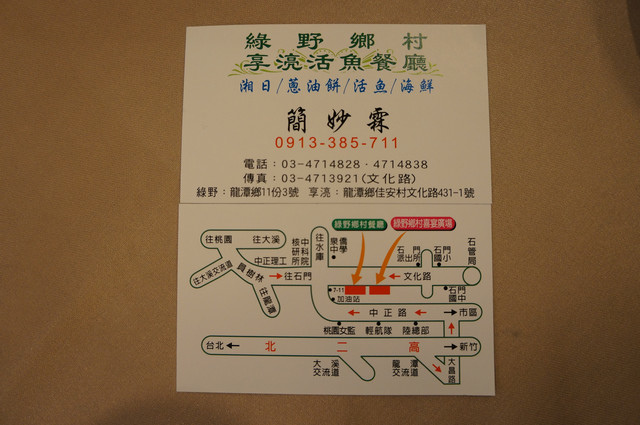 綠野鄉村
享湸活魚餐廳
湘日/蔥油餅/活魚/海鮮
簡妙霖
0913-385-711
電話：03-4714828·4714838
傳真：03-4713921(文化路)
綠野：龍潭鄉11份3號 享湸：龍潭鄉佳安村文化路431-1號
綠野鄉村餐廳
綠野鄉村喜宴廣場
往桃園
往大溪
中正理工
中科院研核所
往水庫
僑泉中學
石門派出所
石門國小
石管局
往大溪交流道
員樹林
往石門
往龍潭
文化路
7-11
加油站
石門國中
中正路
市區
桃園女監
輕航隊
陸總部
台北
北二高
新竹
大溪交流道
龍潭交流道
大昌路